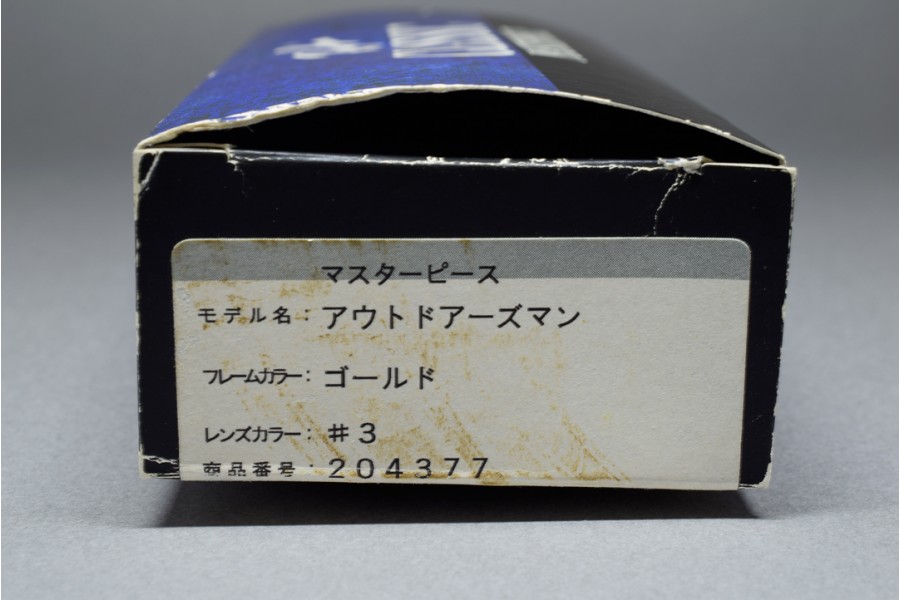 マスターピース
モデル名：アウトドアーズマン
フレームカラー：ゴールド
レンズカラー：＃３
商品番号：２０４３７７